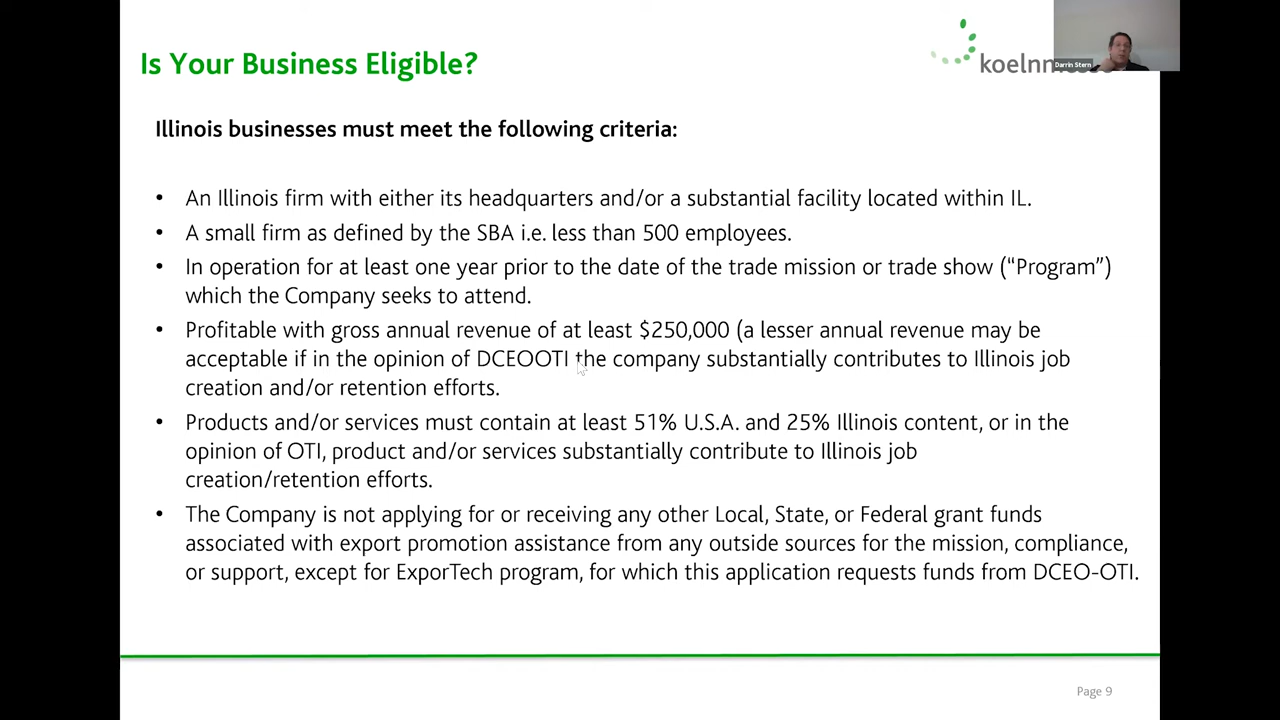 Is Your Business Eligible?
koelnm
Darrin Stern
Illinois businesses must meet the following criteria:
• An Illinois firm with either its headquarters and/or a substantial facility located within IL.
• A small firm as defined by the SBA i.e. less than 500 employees.
• In operation for at least one year prior to the date of the trade mission or trade show (“Program”)
which the Company seeks to attend.
• Profitable with gross annual revenue of at least $250,000 (a lesser annual revenue may be
acceptable if in the opinion of DCEOOTI the company substantially contributes to Illinois job
creation and/or retention efforts.
• Products and/or services must contain at least 51% U.S.A. and 25% Illinois content, or in the
opinion of OTI, product and/or services substantially contribute to Illinois job
creation/retention efforts.
• The Company is not applying for or receiving any other Local, State, or Federal grant funds
associated with export promotion assistance from any outside sources for the mission, compliance,
or support, except for ExporTech program, for which this application requests funds from DCEO-OTI.
Page 9